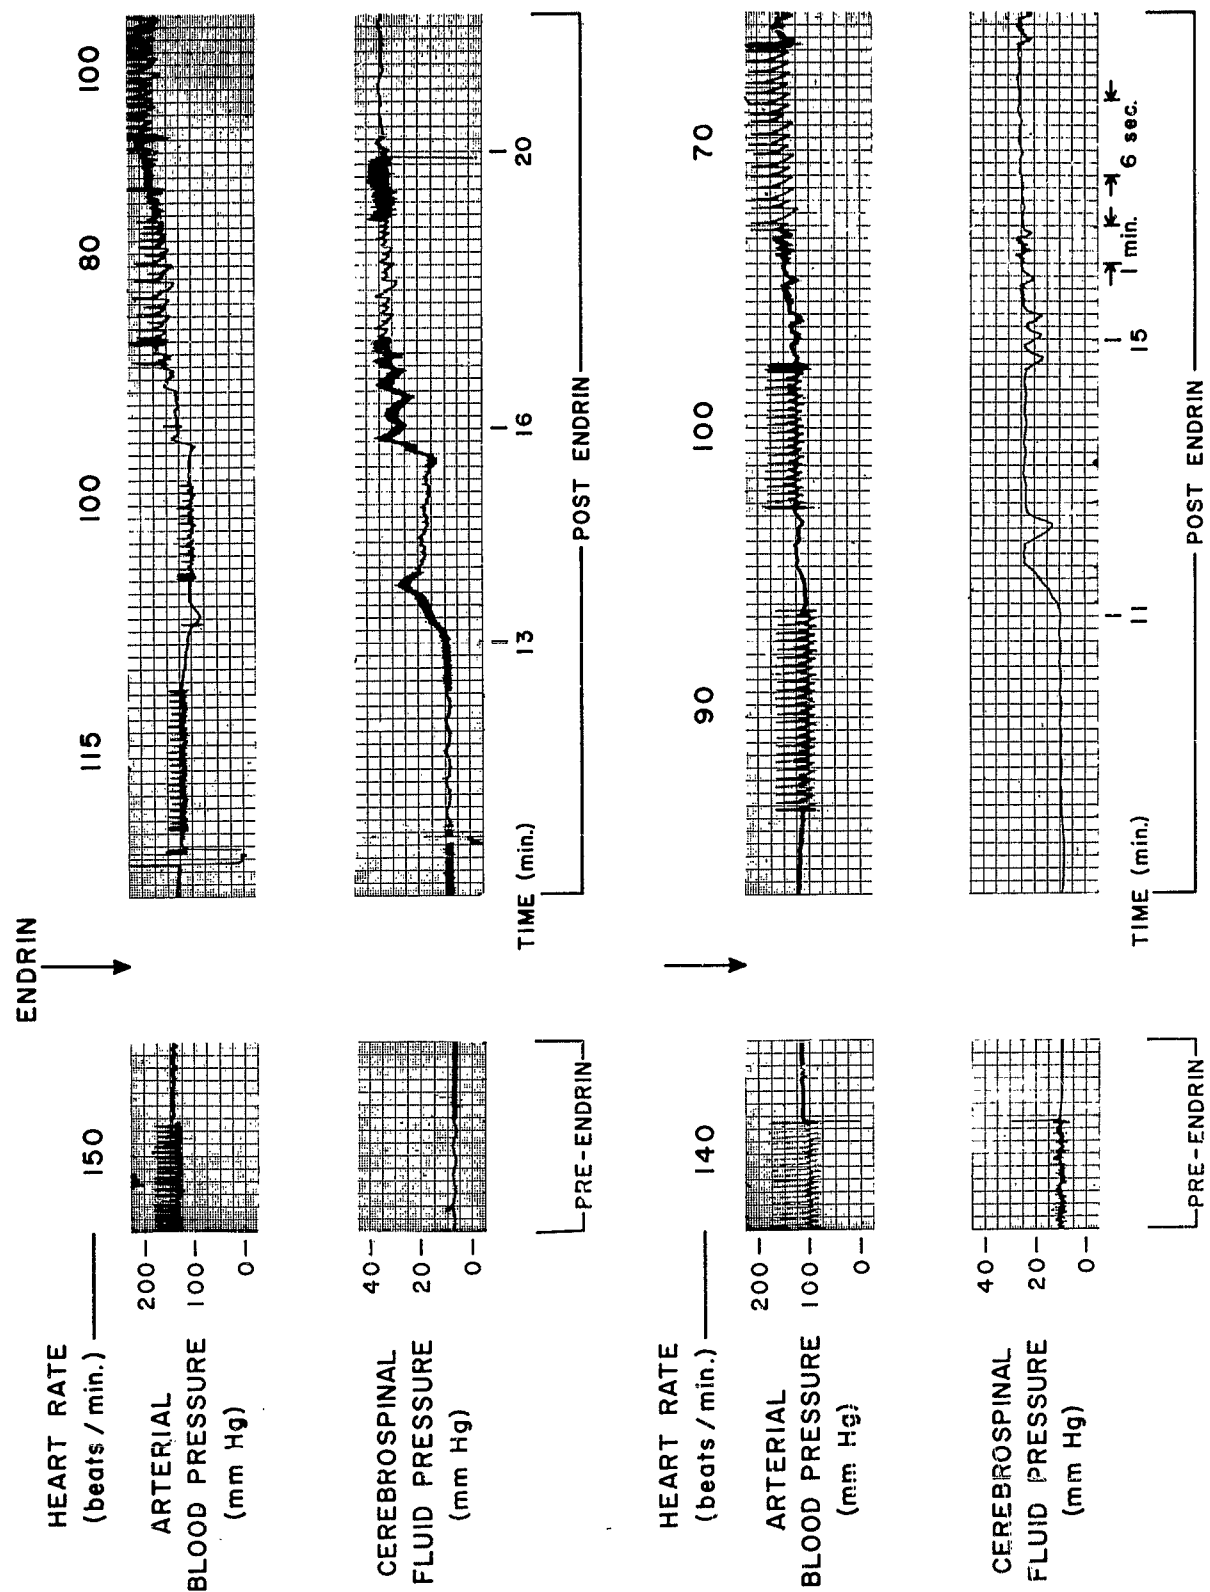 ENDRIN
HEART RATE
(beats / min.)
150
115
100
80
100
ARTERIAL
BLOOD PRESSURE
(mm Hg)
200
100
0
CEREBROSPINAL
FLUID PRESSURE
(mm Hg)
40
20
0
TIME (min.)
13
16
20
PRE-ENDRIN
POST ENDRIN
HEART RATE
(beats / min.)
140
90
100
70
ARTERIAL
BLOOD PRESSURE
(mm Hg)
200
100
0
CEREBROSPINAL
FLUID PRESSURE
(mm Hg)
40
20
0
TIME (min.)
11
15
1 min.
6 sec.
PRE-ENDRIN
POST ENDRIN